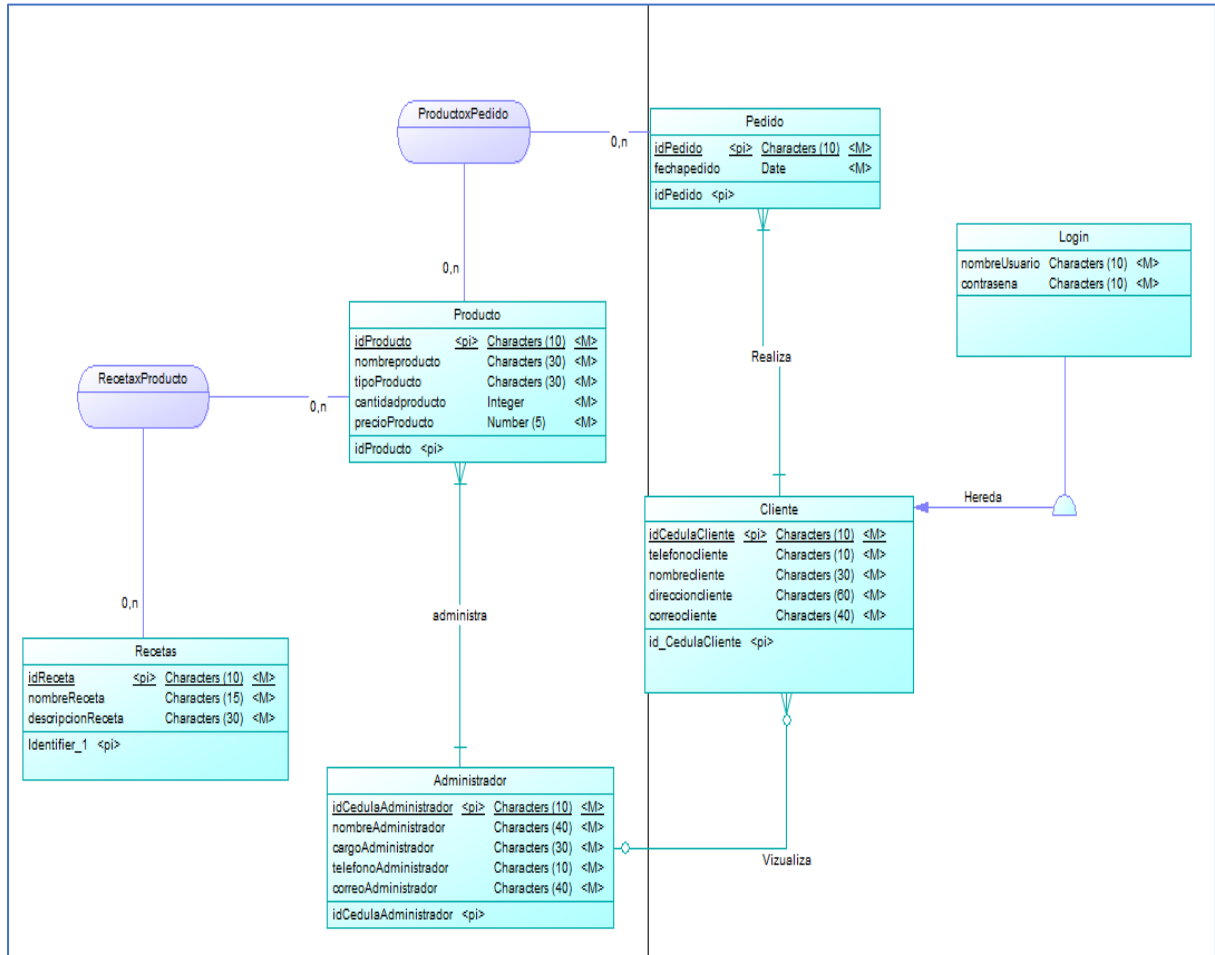 ProductoxPedido
0,n
0,n
Pedido
idPedido <pi> Characters (10) <M>
fechapedido Date <M>
idPedido <pi>
Login
nombreUsuario Characters (10) <M>
contrasena Characters (10) <M>
Producto
idProducto <pi> Characters (10) <M>
nombreproducto Characters (30) <M>
tipoProducto Characters (30) <M>
cantidadproducto Integer <M>
precioProducto Number (5) <M>
idProducto <pi>
Realiza
RecetaxProducto
0,n
0,n
Hereda
Cliente
idCedulaCliente <pi> Characters (10) <M>
telefonocliente Characters (10) <M>
nombrecliente Characters (30) <M>
direccioncliente Characters (60) <M>
correocliente Characters (40) <M>
id_CedulaCliente <pi>
administra
Recetas
idReceta <pi> Characters (10) <M>
nombreReceta Characters (15) <M>
descripcionReceta Characters (30) <M>
Identifier_1 <pi>
Administrador
idCedulaAdministrador <pi> Characters (10) <M>
nombreAdministrador Characters (40) <M>
cargoAdministrador Characters (30) <M>
telefonoAdministrador Characters (10) <M>
correoAdministrador Characters (40) <M>
idCedulaAdministrador <pi>
Vizualiza